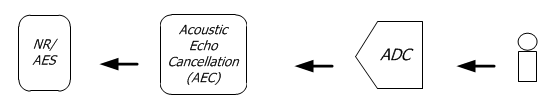 NR/
AES
Acoustic
Echo
Cancellation
(AEC)
ADC